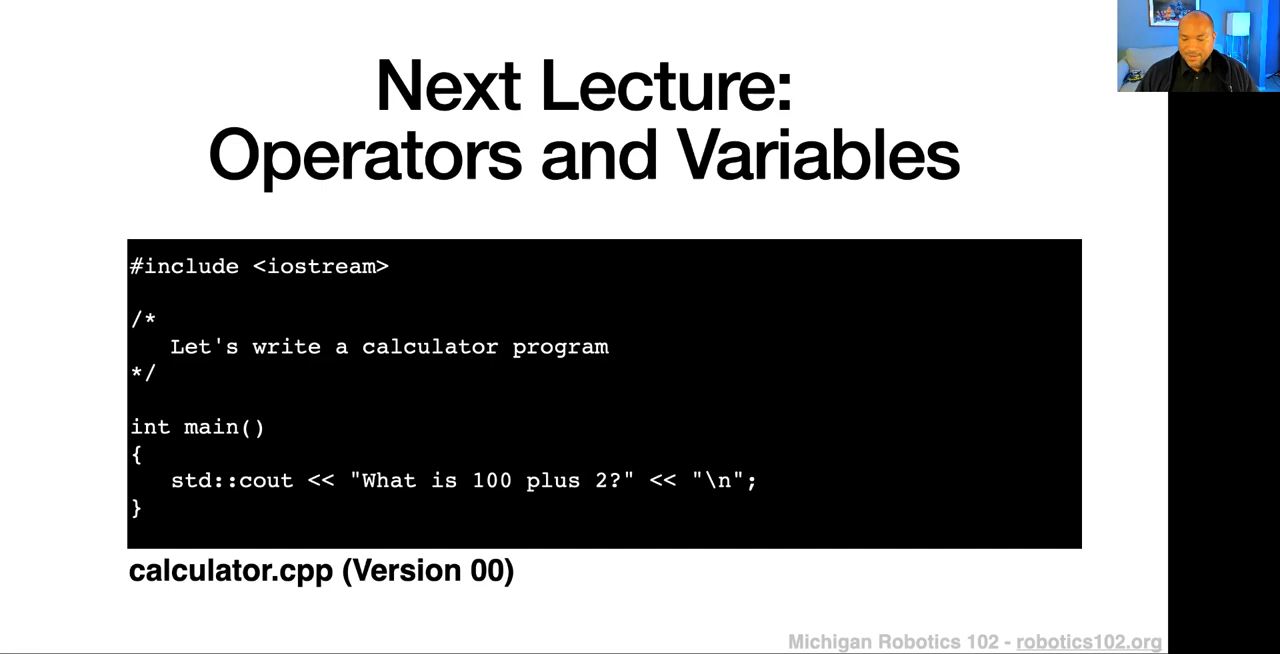 Next Lecture:
Operators and Variables
#include <iostream>
/*
Let's write a calculator program
*/
int main()
{
std::cout << "What is 100 plus 2?" << "\n";
}
calculator.cpp (Version 00)
Michigan Robotics 102 - robotics102.org